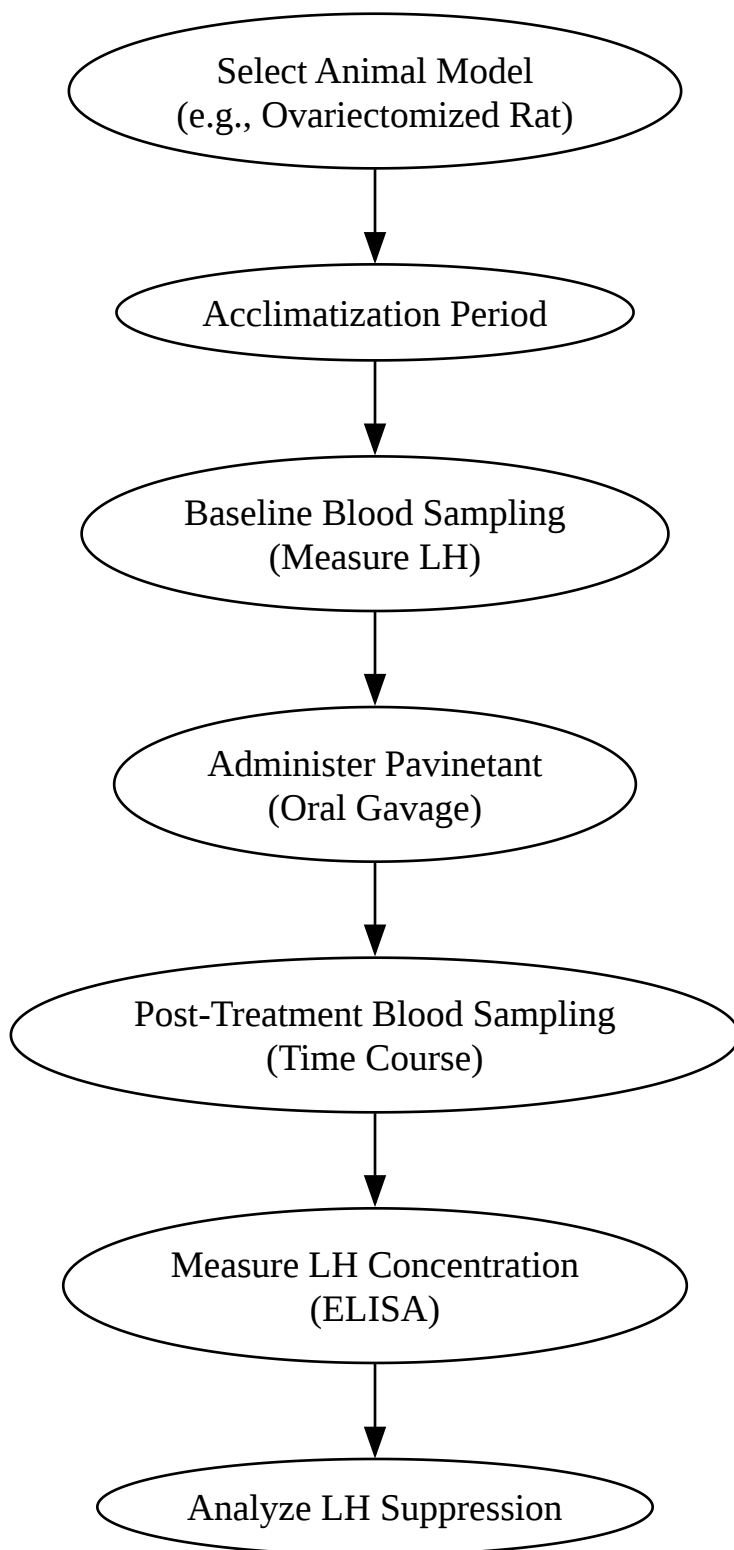 Select Animal Model
(e.g., Ovariectomized Rat)
Acclimatization Period
Baseline Blood Sampling
(Measure LH)
Administer Pavinetant
(Oral Gavage)
Post-Treatment Blood Sampling
(Time Course)
Measure LH Concentration
(ELISA)
Analyze LH Suppression